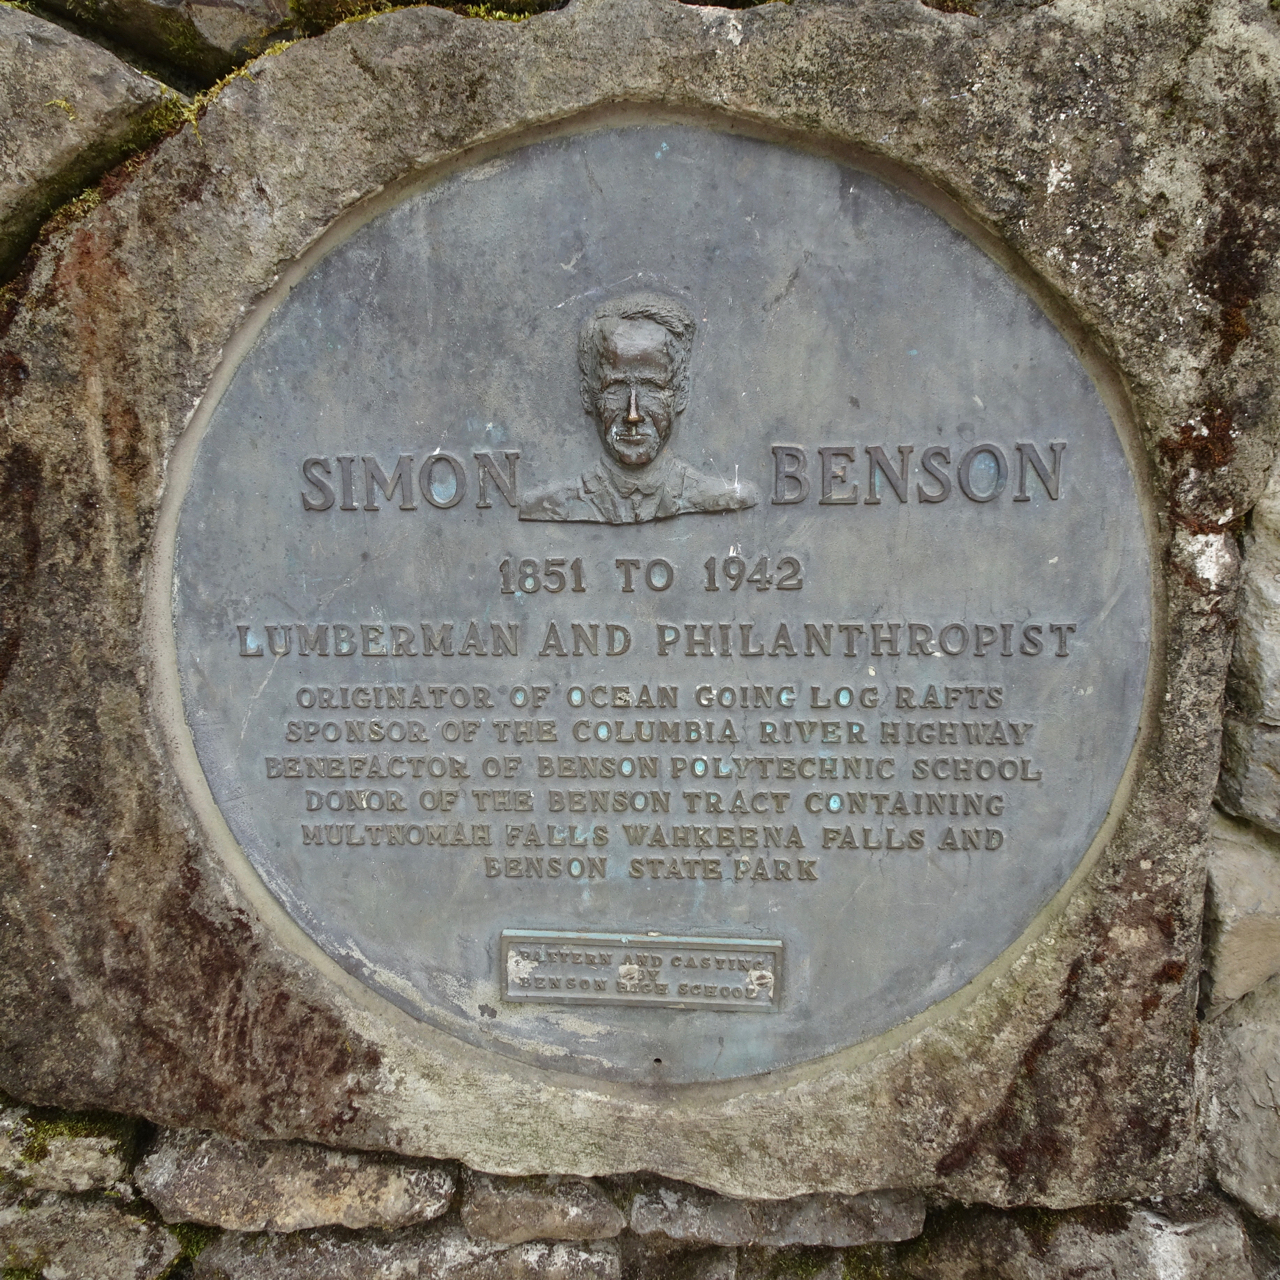 SIMON BENSON
1851 TO 1942
LUMBERMAN AND PHILANTHROPIST
ORIGINATOR OF OCEAN GOING LOG RAFTS
SPONSOR OF THE COLUMBIA RIVER HIGHWAY
BENEFACTOR OF BENSON POLYTECHNIC SCHOOL
DONOR OF THE BENSON TRACT CONTAINING
MULTNOMAH FALLS WAHKEENA FALLS AND
BENSON STATE PARK
PATTERN AND CASTING
BY
BENSON HIGH SCHOOL